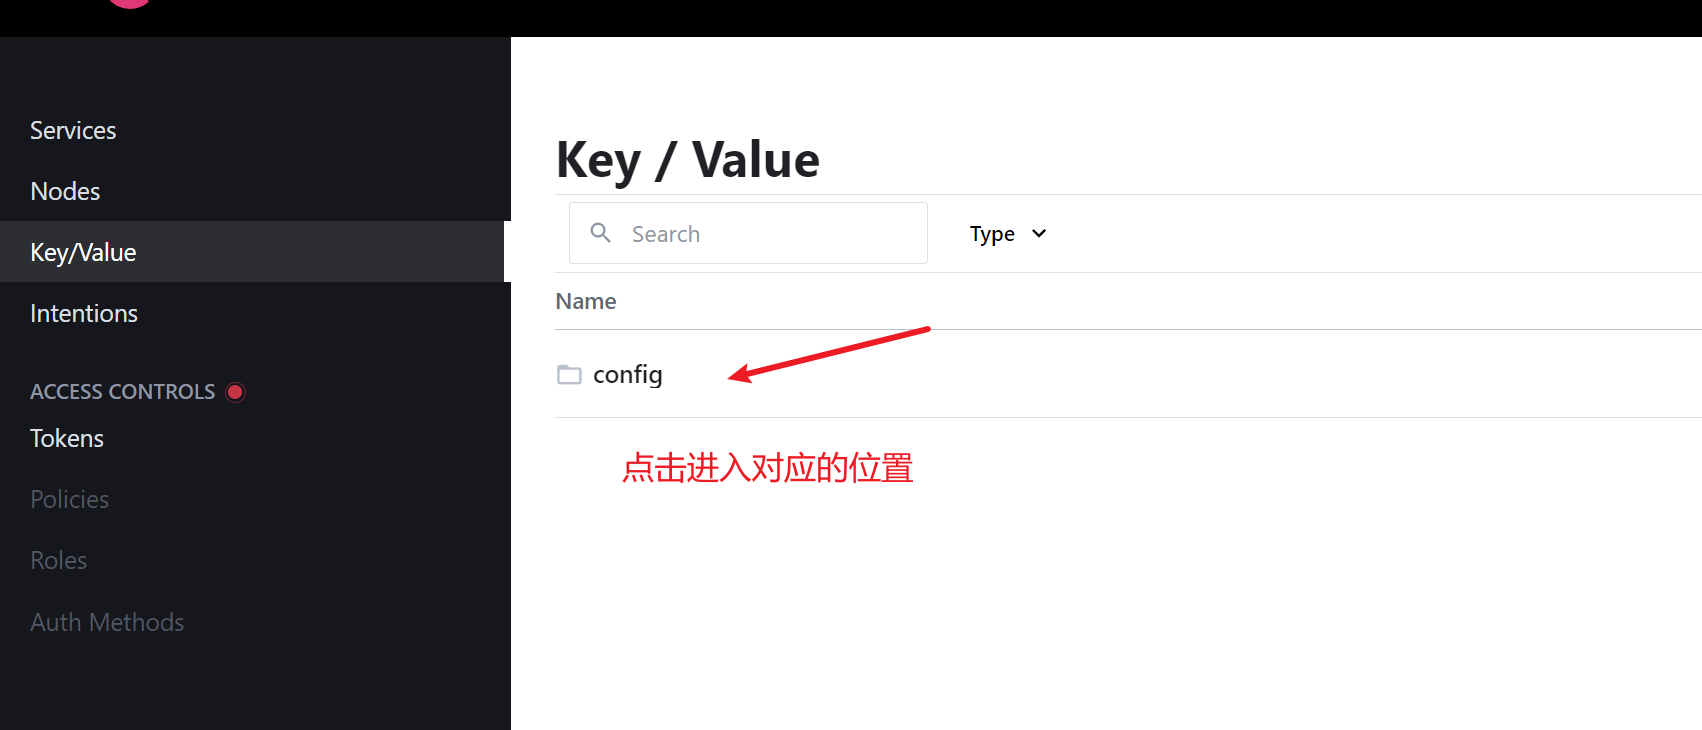 Services
Nodes
Key/Value
Intentions
ACCESS CONTROLS
Tokens
Policies
Roles
Auth Methods
Key / Value
Search
Type
Name
config
点击进入对应的位置